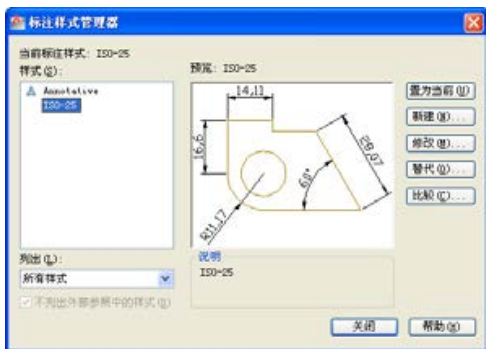 标注样式管理器
当前标注样式: ISO-25
样式(S):
Annotative
ISO-25
预览: ISO-25
14,11
16,6
28,07
60°
R11,17
置为当前(U)
新建(N)...
修改(M)...
替代(O)...
比较(C)...
列出(L):
所有样式
不列出外部参照中的样式(D)
说明
ISO-25
关闭
帮助(H)